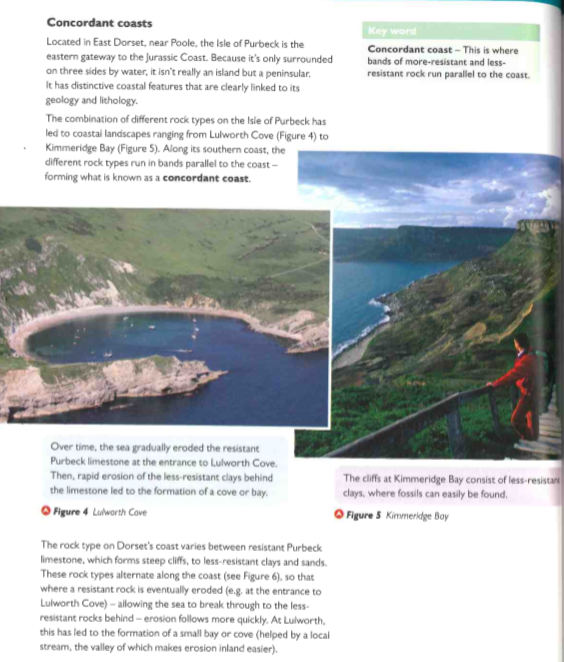 Concordant coasts
Located in East Dorset, near Poole, the Isle of Purbeck is the
eastern gateway to the Jurassic Coast. Because it's only surrounded
on three sides by water, it isn't really an island but a peninsular.
It has distinctive coastal features that are clearly linked to its
geology and lithology.
The combination of different rock types on the Isle of Purbeck has
led to coastal landscapes ranging from Lulworth Cove (Figure 4) to
Kimmeridge Bay (Figure 5). Along its southern coast, the
different rock types run in bands parallel to the coast –
forming what is known as a concordant coast.
Key word
Concordant coast – This is where
bands of more-resistant and less-
resistant rock run parallel to the coast.
Over time, the sea gradually eroded the resistant
Purbeck limestone at the entrance to Lulworth Cove.
Then, rapid erosion of the less-resistant clays behind
the limestone led to the formation of a cove or bay.
Figure 4 Lulworth Cove
The cliffs at Kimmeridge Bay consist of less-resistant
clays, where fossils can easily be found.
Figure 5 Kimmeridge Bay
The rock type on Dorset's coast varies between resistant Purbeck
limestone, which forms steep cliffs, to less-resistant clays and sands.
These rock types alternate along the coast (see Figure 6), so that
where a resistant rock is eventually eroded (e.g. at the entrance to
Lulworth Cove) – allowing the sea to break through to the less-
resistant rocks behind – erosion follows more quickly. At Lulworth,
this has led to the formation of a small bay or cove (helped by a local
stream, the valley of which makes erosion inland easier).